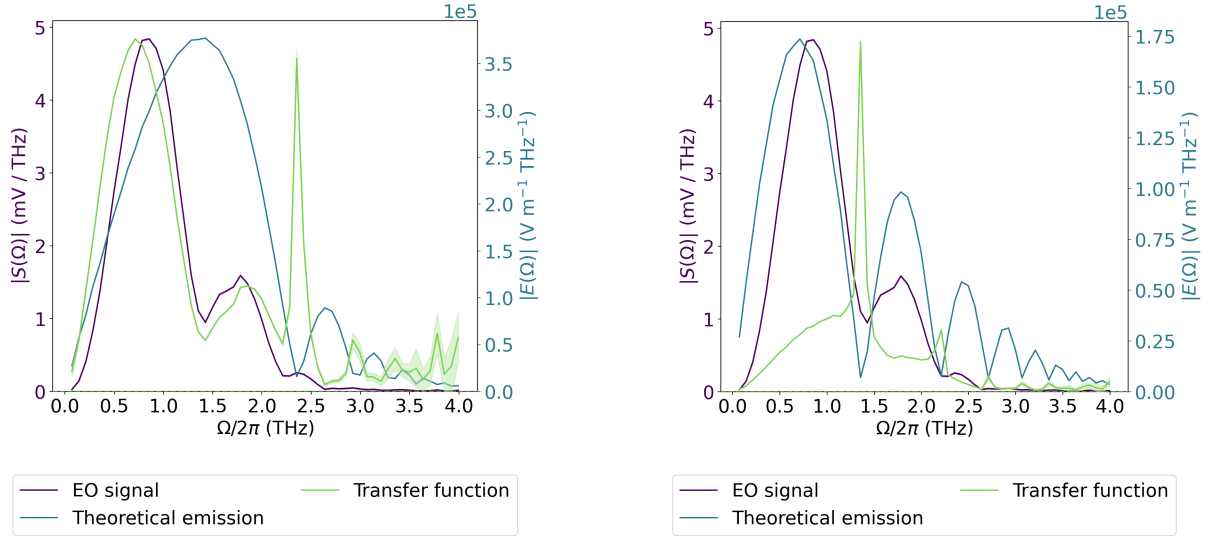 1e5
5
4
3
2
1
0
|S(Ω)| (mV / THz)
3.5
3.0
2.5
2.0
1.5
1.0
0.5
0.0
|E(Ω)| (V m⁻¹ THz⁻¹)
0.0 0.5 1.0 1.5 2.0 2.5 3.0 3.5 4.0
Ω/2π (THz)
EO signal
Theoretical emission
Transfer function
1e5
5
4
3
2
1
0
|S(Ω)| (mV / THz)
1.75
1.50
1.25
1.00
0.75
0.50
0.25
0.00
|E(Ω)| (V m⁻¹ THz⁻¹)
0.0 0.5 1.0 1.5 2.0 2.5 3.0 3.5 4.0
Ω/2π (THz)
EO signal
Theoretical emission
Transfer function